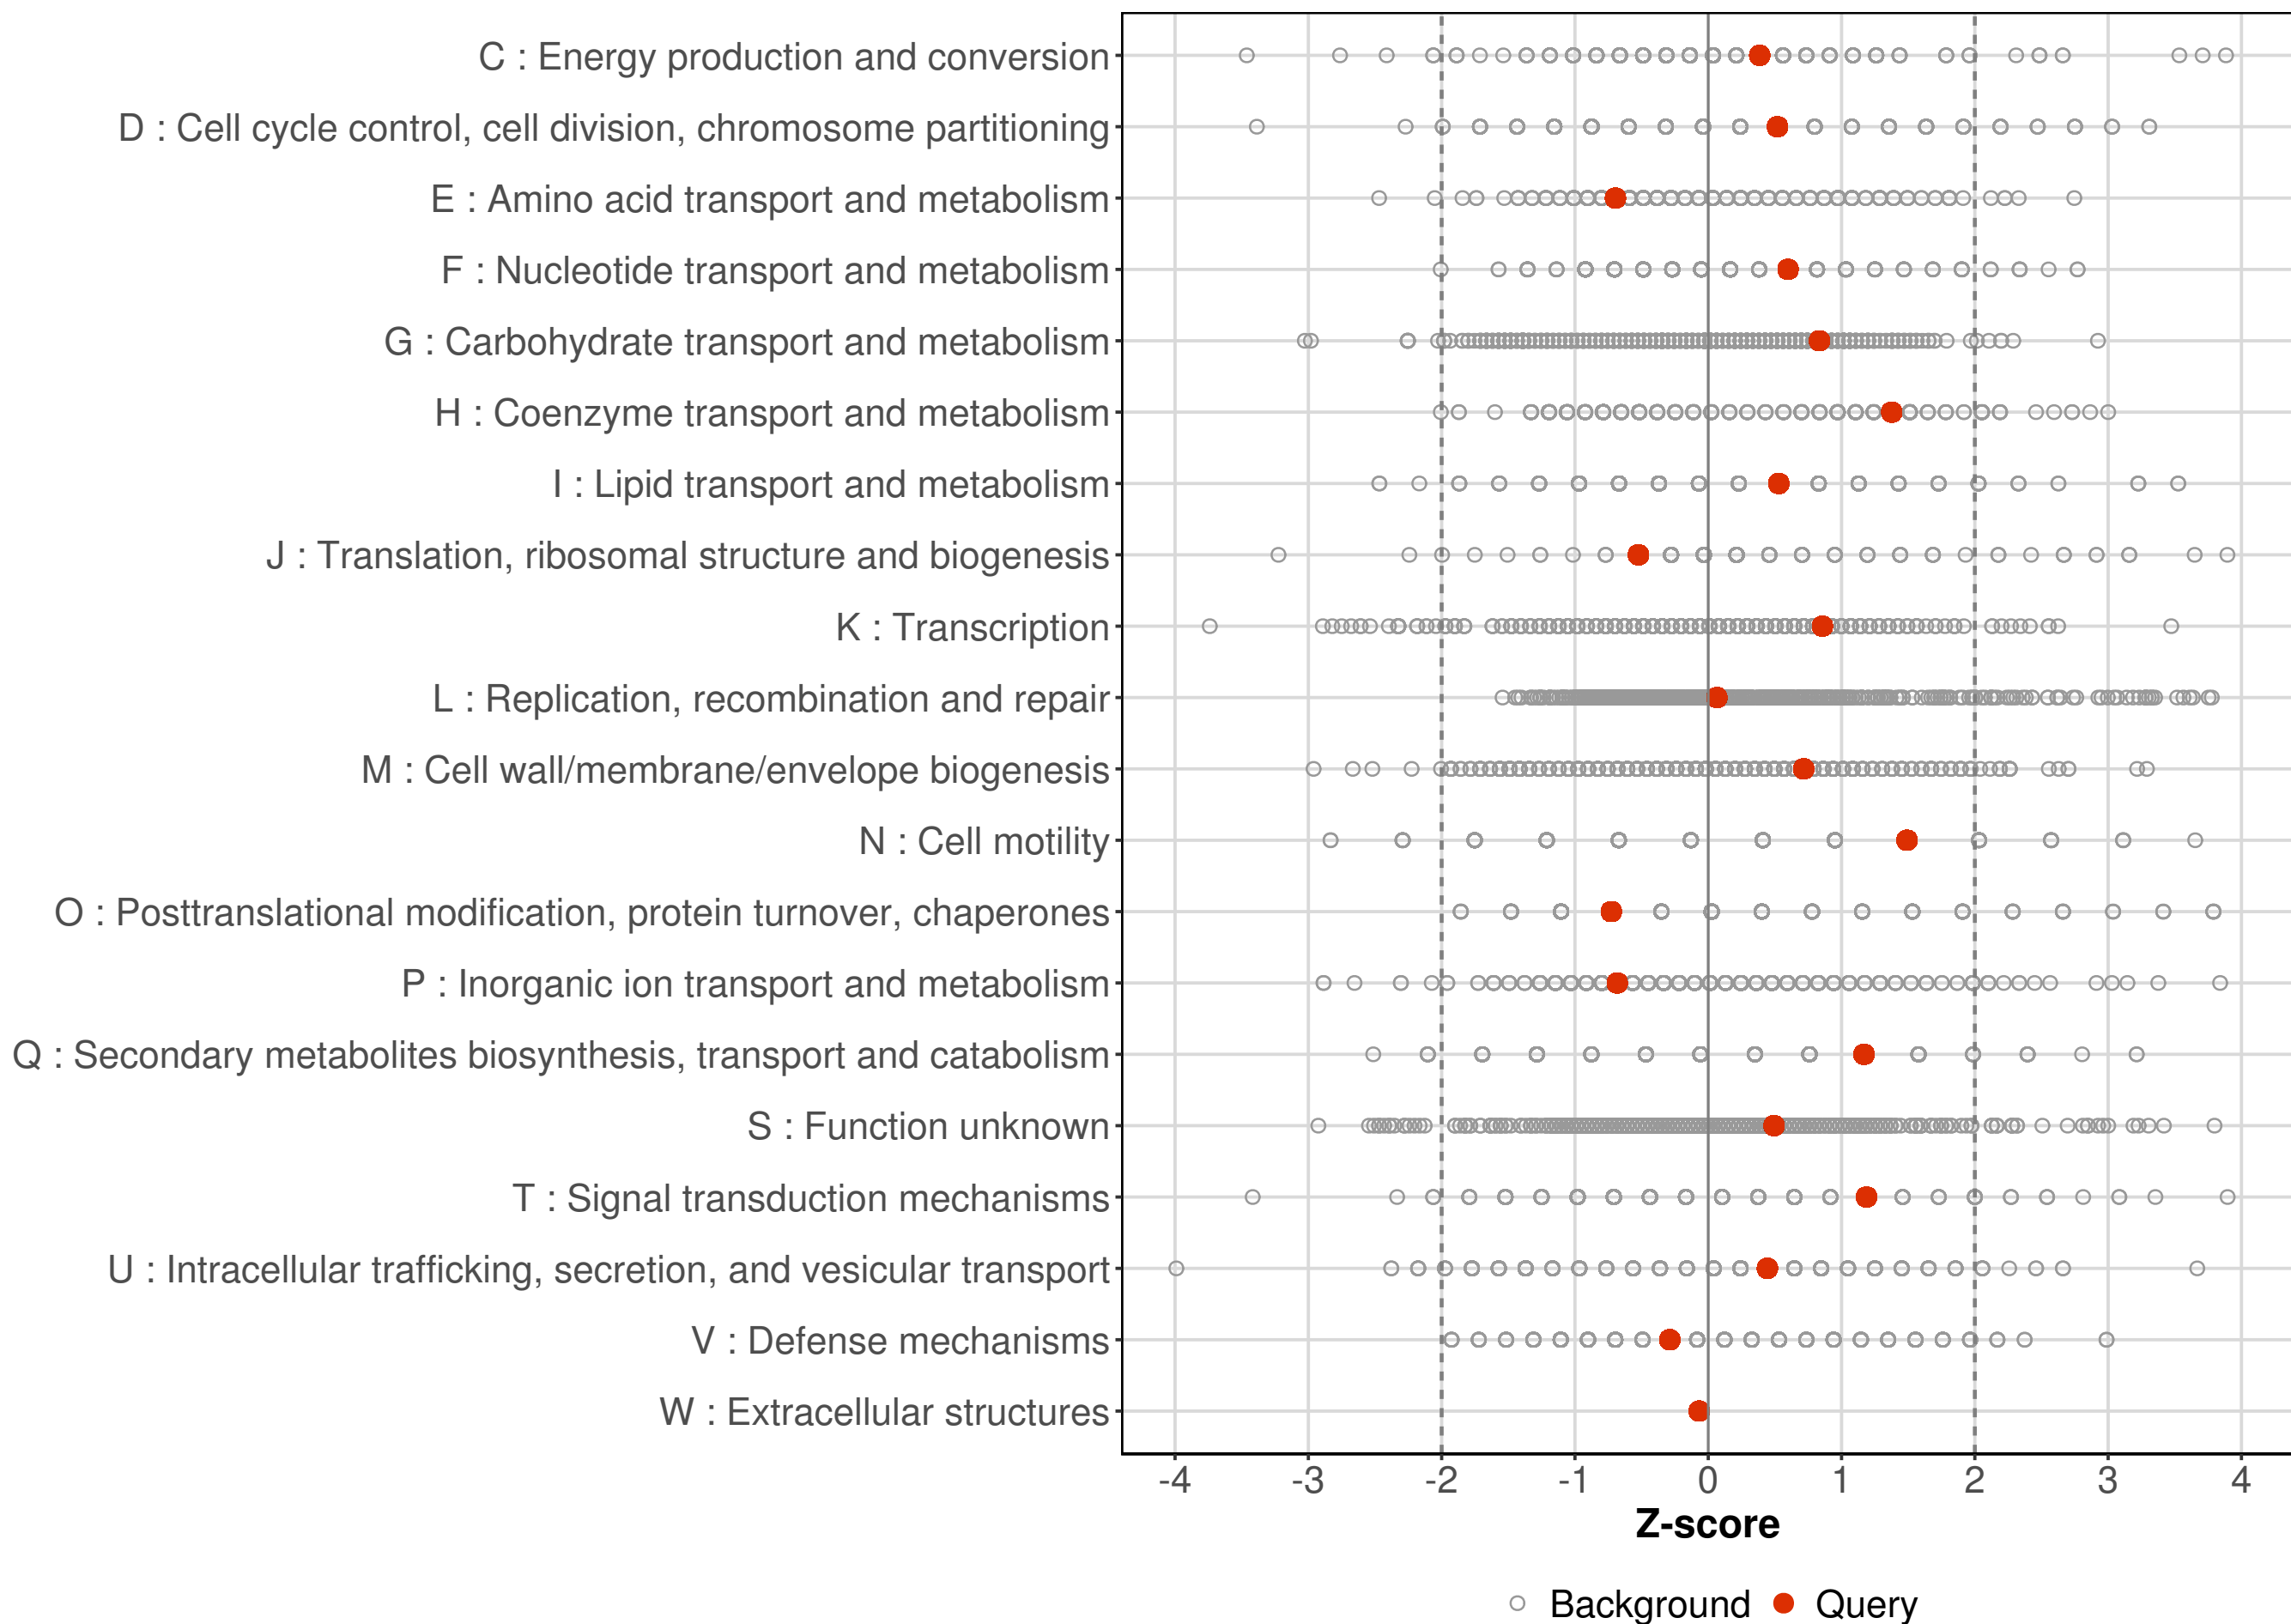 C : Energy production and conversion
D : Cell cycle control, cell division, chromosome partitioning
E : Amino acid transport and metabolism
F : Nucleotide transport and metabolism
G : Carbohydrate transport and metabolism
H : Coenzyme transport and metabolism
I : Lipid transport and metabolism
J : Translation, ribosomal structure and biogenesis
K : Transcription
L : Replication, recombination and repair
M : Cell wall/membrane/envelope biogenesis
N : Cell motility
O : Posttranslational modification, protein turnover, chaperones
P : Inorganic ion transport and metabolism
Q : Secondary metabolites biosynthesis, transport and catabolism
S : Function unknown
T : Signal transduction mechanisms
U : Intracellular trafficking, secretion, and vesicular transport
V : Defense mechanisms
W : Extracellular structures
-4 -3 -2 -1 0 1 2 3 4
Z-score
Background Query